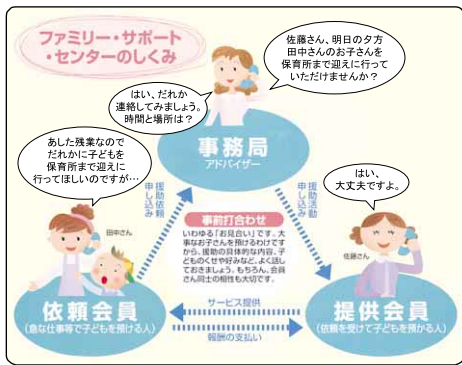 ファミリー・サポート
・センターのしくみ
佐藤さん、明日の夕方
田中さんのお子さんを
保育所まで迎えに行って
いただけませんか?
はい、だれか
連絡してみましょう。
時間と場所は?
事務局
アドバイザー
あした残業なので
だれかに子どもを
保育所まで迎えに
行ってほしいのですが…
援助依頼
申し込み
援助活動
申し込み
はい、
大丈夫ですよ。
田中さん
佐藤さん
事前打合わせ
いわゆる「お見合い」です。大
事なお子さんを預けるわけです
から、援助の具体的な内容、子
どものくせや好みなど、よく話し
ておきましょう。もちろん、会員
さん同士の相性も大切です。
依頼会員
(急な仕事等で子どもを預ける人)
サービス提供
報酬の支払い
提供会員
(依頼を受けて子どもを預かる人)